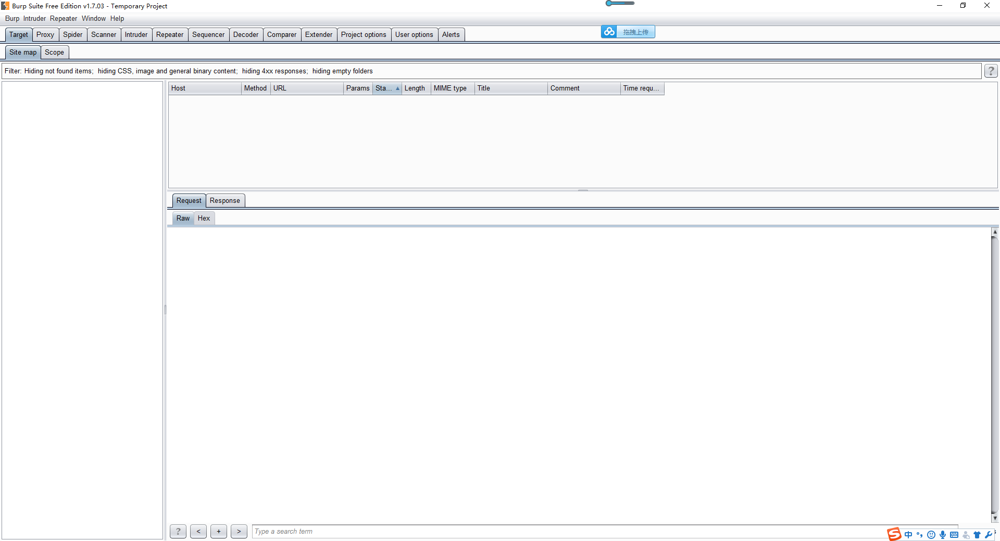 Burp Suite Free Edition v1.7.03 - Temporary Project
Burp Intruder Repeater Window Help
Target Proxy Spider Scanner Intruder Repeater Sequencer Decoder Comparer Extender Project options User options Alerts
拖拽上传
Site map Scope
Filter: Hiding not found items; hiding CSS, image and general binary content; hiding 4xx responses; hiding empty folders
?
Host Method URL Params Sta... Length MIME type Title Comment Time requ...
Request Response
Raw Hex
? < + > Type a search term
S 中 °,
s